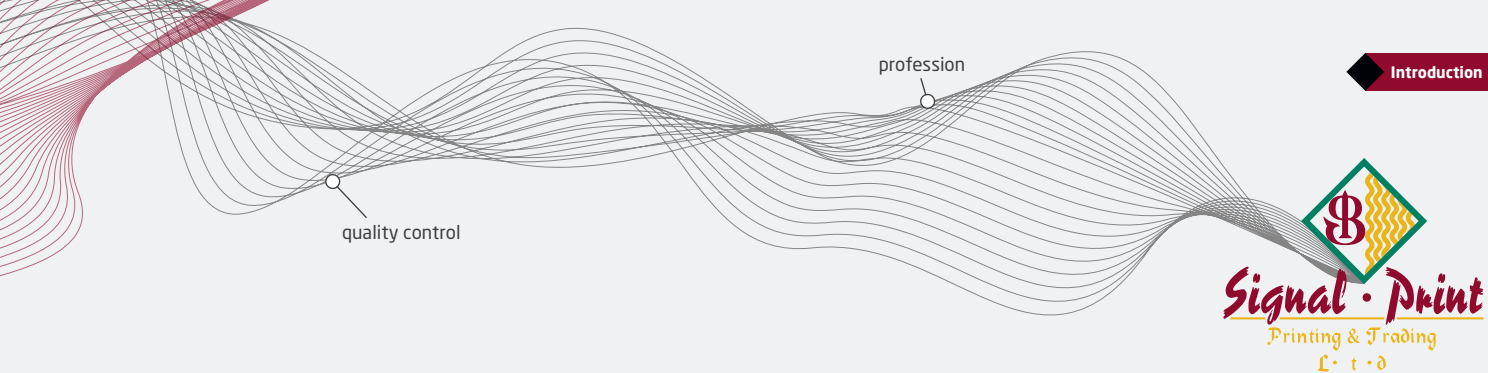 profession
Introduction
quality control
Signal · Print
Printing & Trading
L·t·d